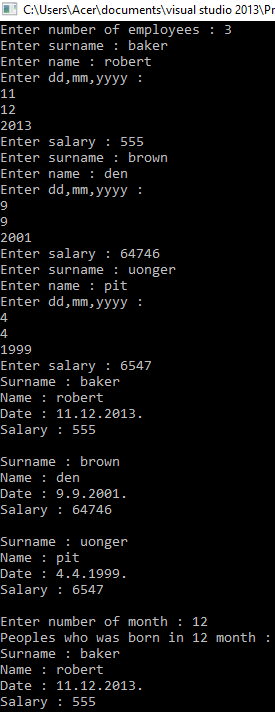 C:\Users\Acer\documents\visual studio 2013\Pr
Enter number of employees : 3
Enter surname : baker
Enter name : robert
Enter dd,mm,yyyy :
11
12
2013
Enter salary : 555
Enter surname : brown
Enter name : den
Enter dd,mm,yyyy :
9
9
2001
Enter salary : 64746
Enter surname : uonger
Enter name : pit
Enter dd,mm,yyyy :
4
4
1999
Enter salary : 6547
Surname : baker
Name : robert
Date : 11.12.2013.
Salary : 555

Surname : brown
Name : den
Date : 9.9.2001.
Salary : 64746

Surname : uonger
Name : pit
Date : 4.4.1999.
Salary : 6547

Enter number of month : 12
Peoples who was born in 12 month :
Surname : baker
Name : robert
Date : 11.12.2013.
Salary : 555